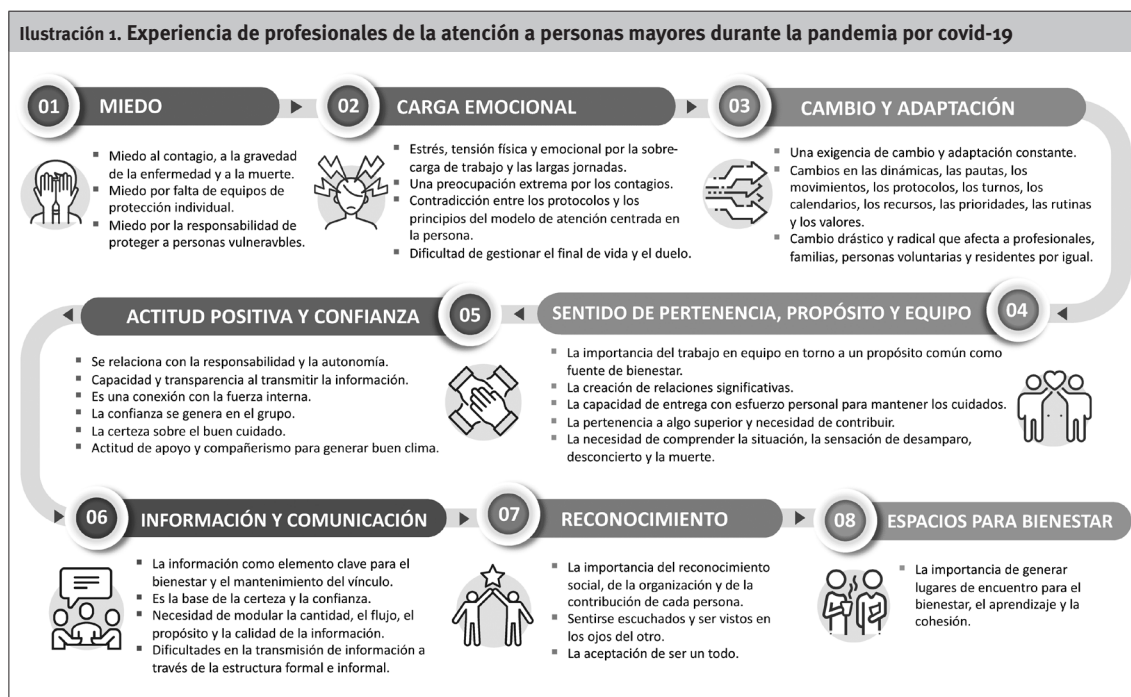 Ilustración 1. Experiencia de profesionales de la atención a personas mayores durante la pandemia por covid-19
01 MIEDO
▪ Miedo al contagio, a la gravedad
de la enfermedad y a la muerte.
▪ Miedo por falta de equipos de
protección individual.
▪ Miedo por la responsabilidad de
proteger a personas vulneravbles.
02 CARGA EMOCIONAL
▪ Estrés, tensión física y emocional por la sobre-
carga de trabajo y las largas jornadas.
▪ Una preocupación extrema por los contagios.
▪ Contradicción entre los protocolos y los
principios del modelo de atención centrada en
la persona.
▪ Dificultad de gestionar el final de vida y el duelo.
03 CAMBIO Y ADAPTACIÓN
▪ Una exigencia de cambio y adaptación constante.
▪ Cambios en las dinámicas, las pautas, los
movimientos, los protocolos, los turnos, los
calendarios, los recursos, las prioridades, las rutinas
y los valores.
▪ Cambio drástico y radical que afecta a profesionales,
familias, personas voluntarias y residentes por igual.
SENTIDO DE PERTENENCIA, PROPÓSITO Y EQUIPO 04
▪ La importancia del trabajo en equipo en torno a un propósito común como
fuente de bienestar.
▪ La creación de relaciones significativas.
▪ La capacidad de entrega con esfuerzo personal para mantener los cuidados.
▪ La pertenencia a algo superior y necesidad de contribuir.
▪ La necesidad de comprender la situación, la sensación de desamparo,
desconcierto y la muerte.
ACTITUD POSITIVA Y CONFIANZA 05
▪ Se relaciona con la responsabilidad y la autonomía.
▪ Capacidad y transparencia al transmitir la información.
▪ Es una conexión con la fuerza interna.
▪ La confianza se genera en el grupo.
▪ La certeza sobre el buen cuidado.
▪ Actitud de apoyo y compañerismo para generar buen clima.
06 INFORMACIÓN Y COMUNICACIÓN
▪ La información como elemento clave para el
bienestar y el mantenimiento del vínculo.
▪ Es la base de la certeza y la confianza.
▪ Necesidad de modular la cantidad, el flujo, el
propósito y la calidad de la información.
▪ Dificultades en la transmisión de información a
través de la estructura formal e informal.
07 RECONOCIMIENTO
▪ La importancia del reconocimiento
social, de la organización y de la
contribución de cada persona.
▪ Sentirse escuchados y ser vistos en
los ojos del otro.
▪ La aceptación de ser un todo.
08 ESPACIOS PARA BIENESTAR
▪ La importancia de generar
lugares de encuentro para el
bienestar, el aprendizaje y la
cohesión.